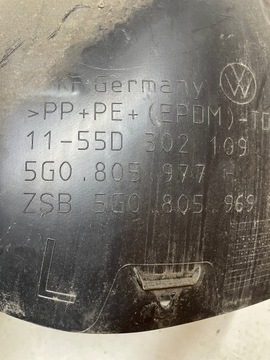 Germany
>PP+PE+(EPDM)-T
11-55D 302 109
5G0.805 977
ZSB 5G0.805.969
L